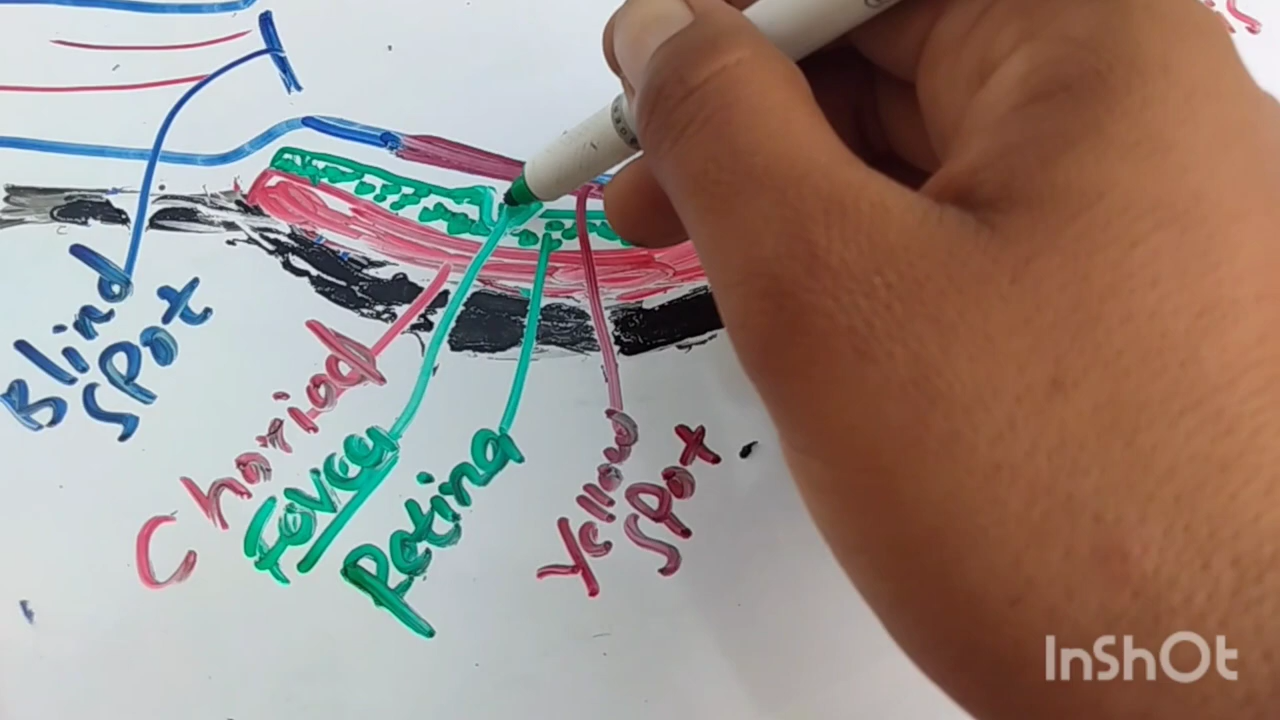 Blind
spot
Choriod
Fovea
Retina
Yellow
spot
InShOt